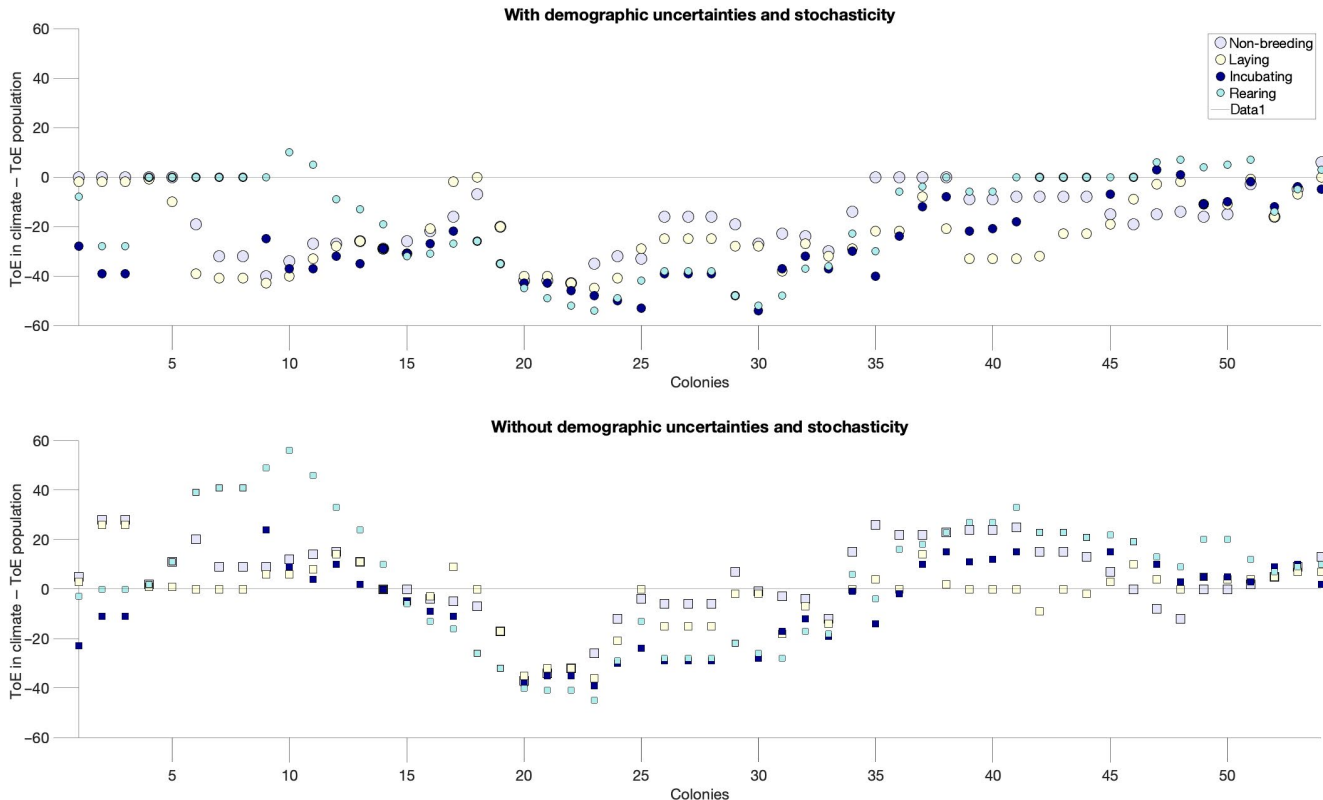 With demographic uncertainties and stochasticity
60
40
20
0
−20
−40
−60
ToE in climate − ToE population
Non-breeding
Laying
Incubating
Rearing
Data1
5 10 15 20 25 30 35 40 45 50
Colonies
Without demographic uncertainties and stochasticity
60
40
20
0
−20
−40
−60
ToE in climate − ToE population
5 10 15 20 25 30 35 40 45 50
Colonies